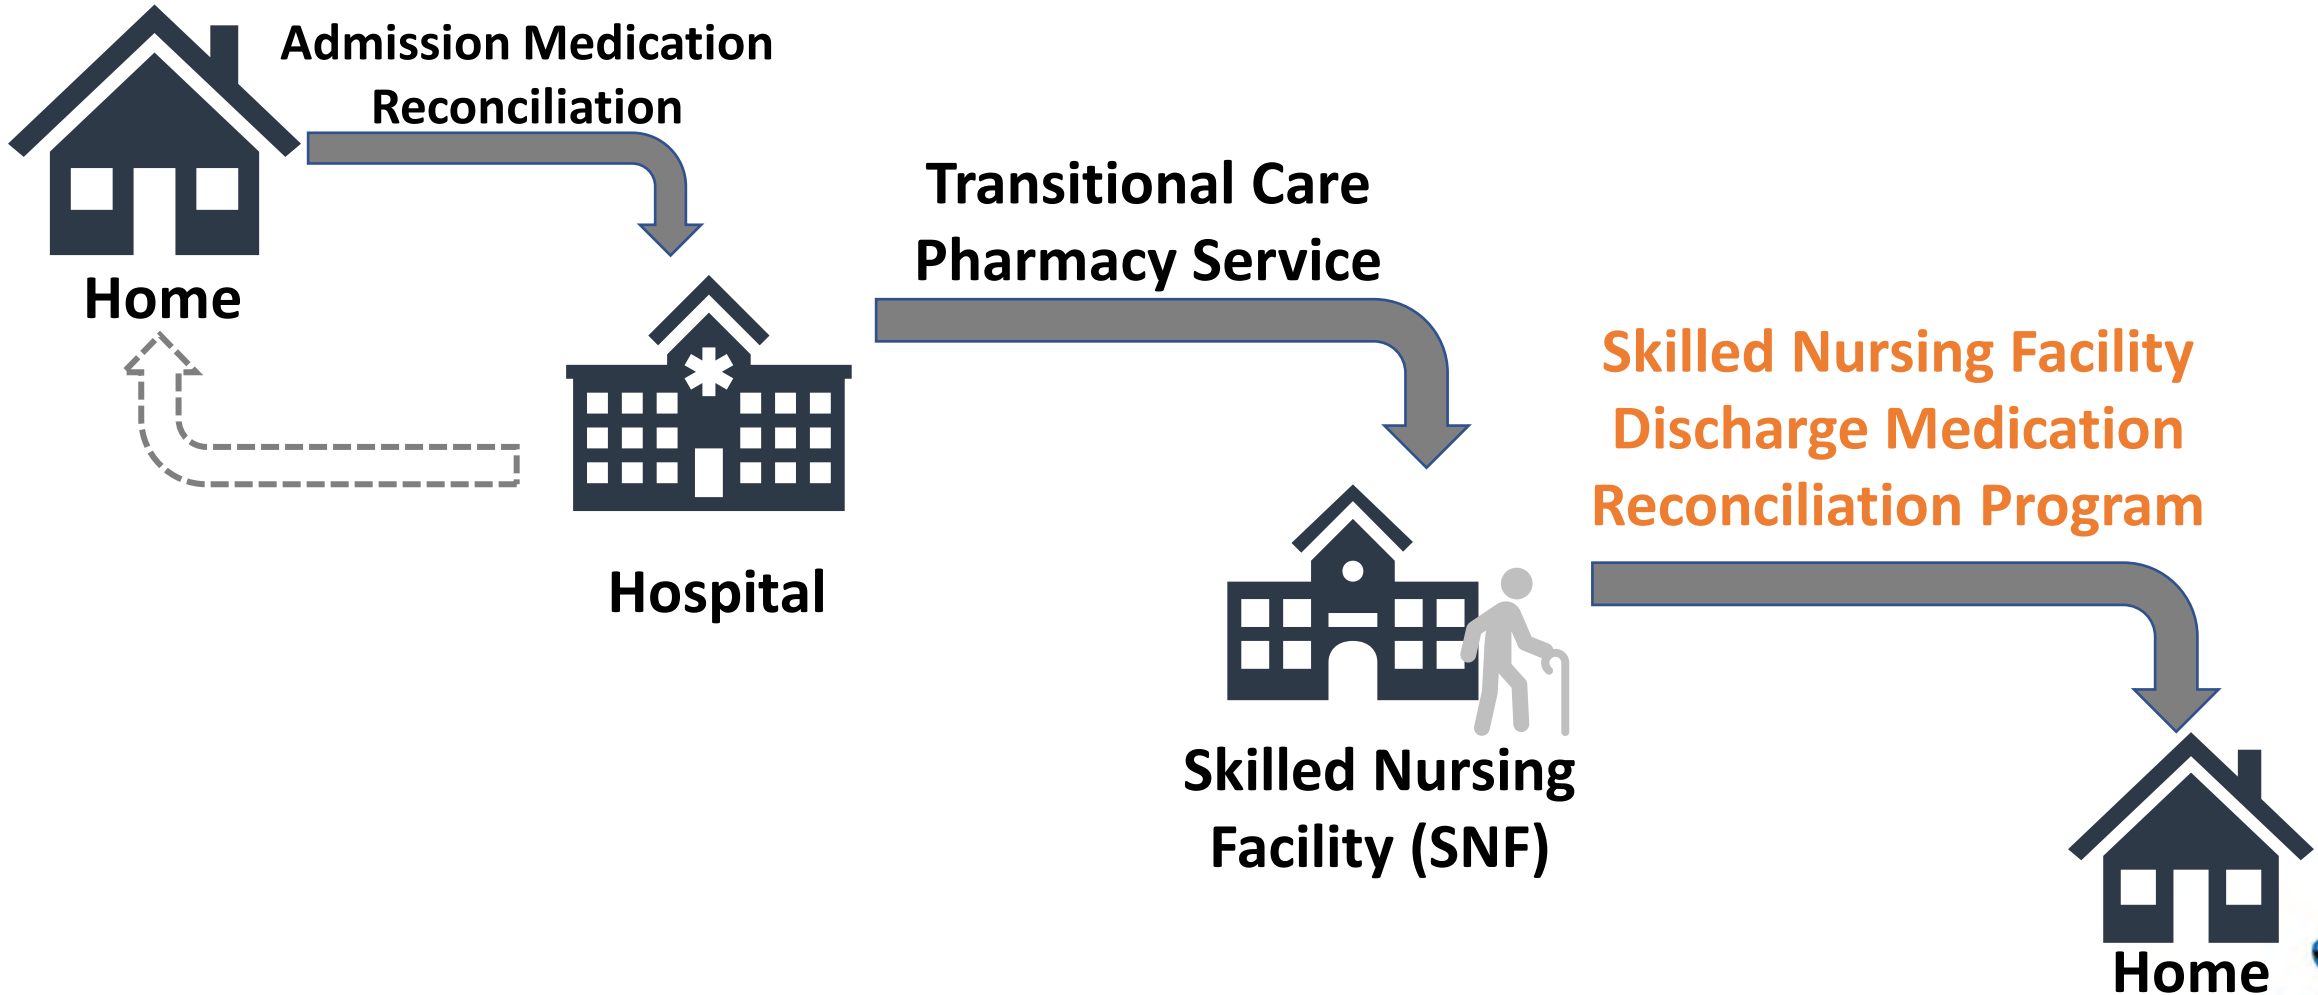 Admission Medication
Reconciliation
Home
Transitional Care
Pharmacy Service
Hospital
Skilled Nursing Facility
Discharge Medication
Reconciliation Program
Skilled Nursing
Facility (SNF)
Home